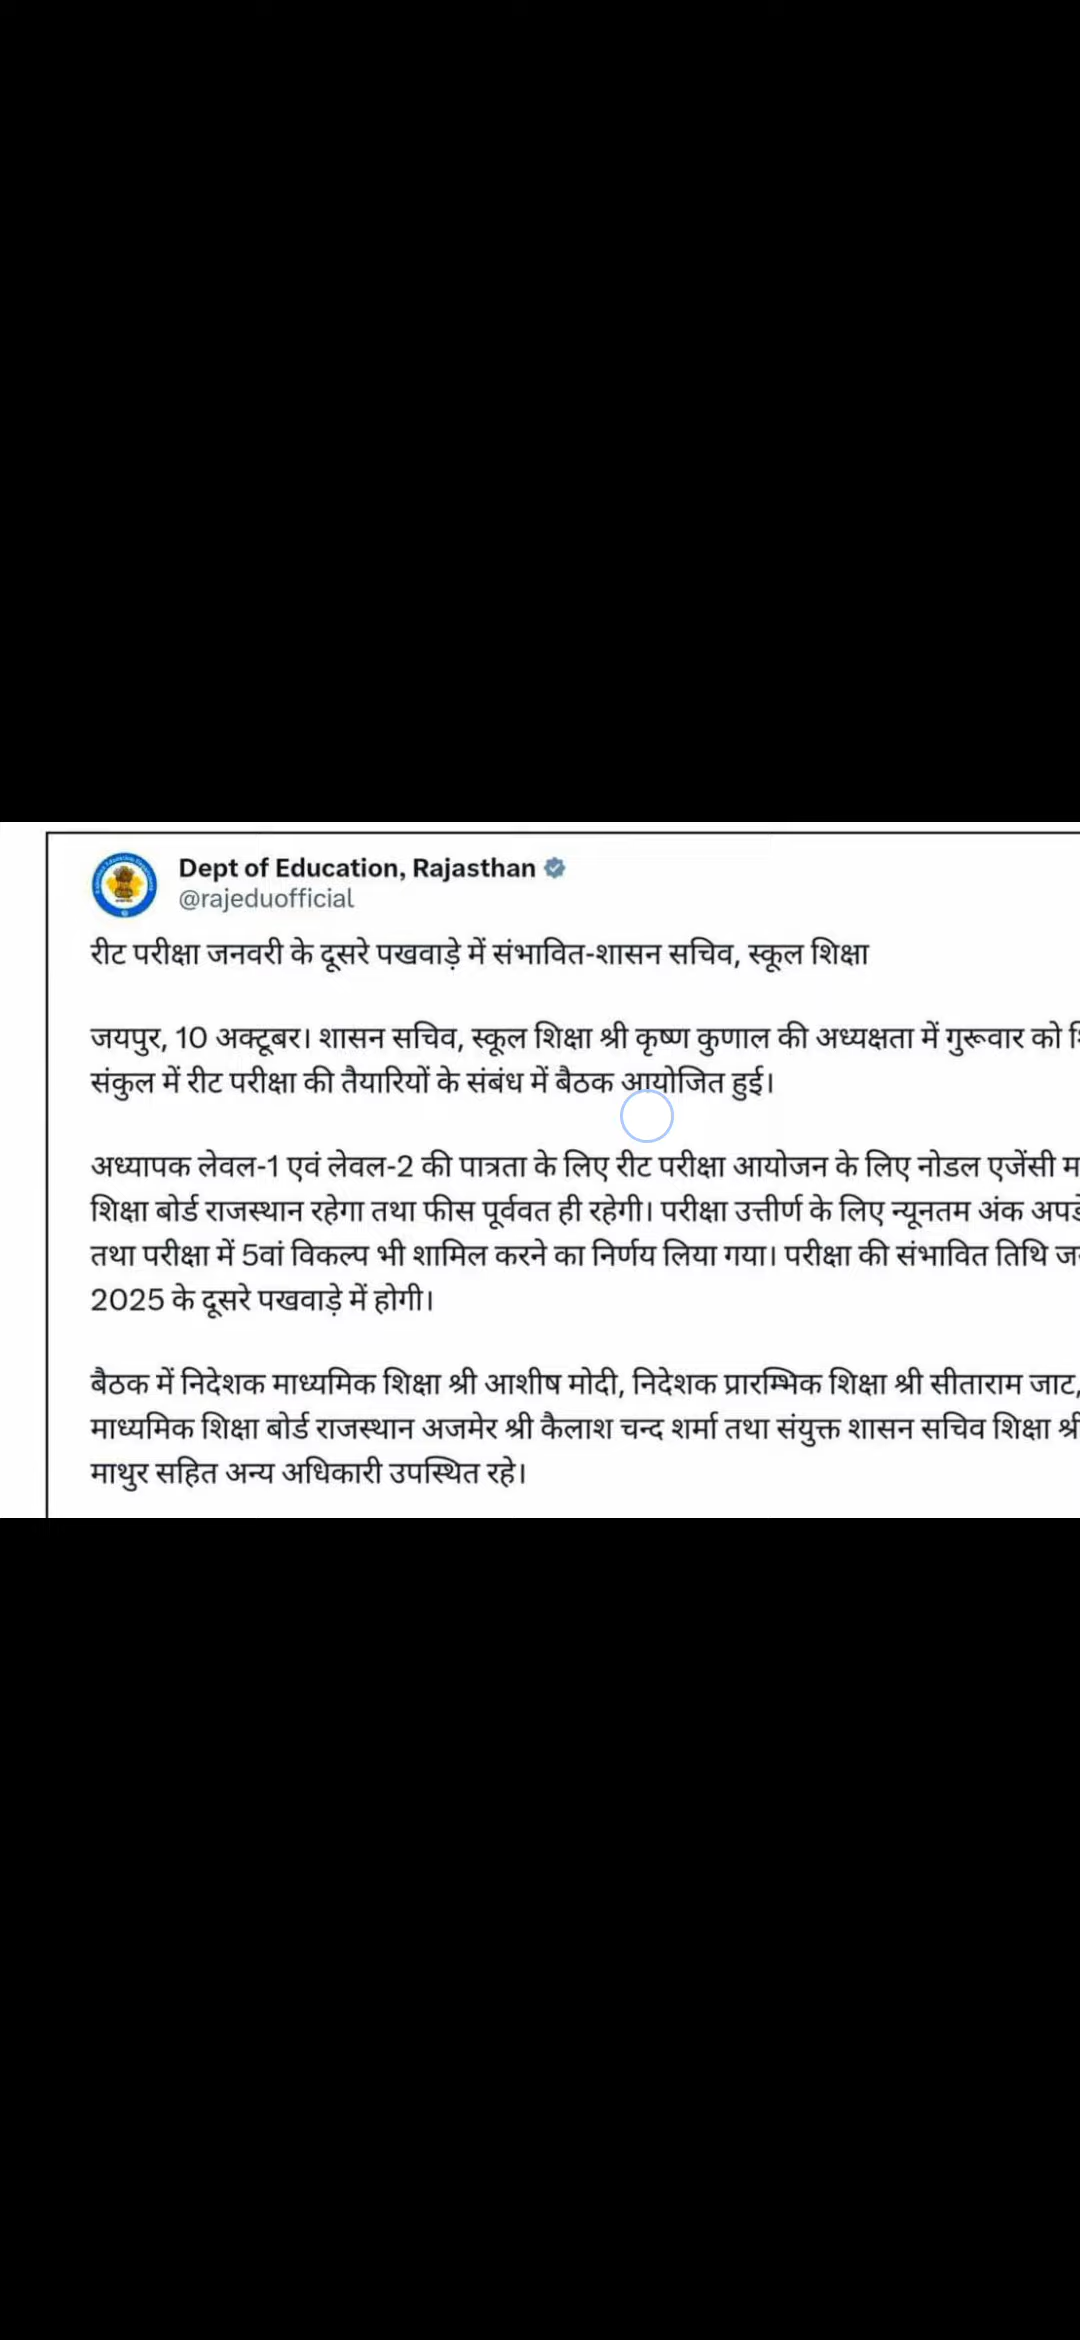 Dept of Education, Rajasthan
@rajeduofficial
रीट परीक्षा जनवरी के दूसरे पखवाड़े में संभावित-शासन सचिव, स्कूल शिक्षा
जयपुर, 10 अक्टूबर। शासन सचिव, स्कूल शिक्षा श्री कृष्ण कुणाल की अध्यक्षता में गुरूवार को
संकुल में रीट परीक्षा की तैयारियों के संबंध में बैठक आयोजित हुई।
अध्यापक लेवल-1 एवं लेवल-2 की पात्रता के लिए रीट परीक्षा आयोजन के लिए नोडल एजेंसी
शिक्षा बोर्ड राजस्थान रहेगा तथा फीस पूर्ववत ही रहेगी। परीक्षा उत्तीर्ण के लिए न्यूनतम अंक
तथा परीक्षा में 5वां विकल्प भी शामिल करने का निर्णय लिया गया। परीक्षा की संभावित तिथि
2025 के दूसरे पखवाड़े में होगी।
बैठक में निदेशक माध्यमिक शिक्षा श्री आशीष मोदी, निदेशक प्रारम्भिक शिक्षा श्री सीताराम जाट,
माध्यमिक शिक्षा बोर्ड राजस्थान अजमेर श्री कैलाश चन्द शर्मा तथा संयुक्त शासन सचिव शिक्षा श्री
माथुर सहित अन्य अधिकारी उपस्थित रहे।